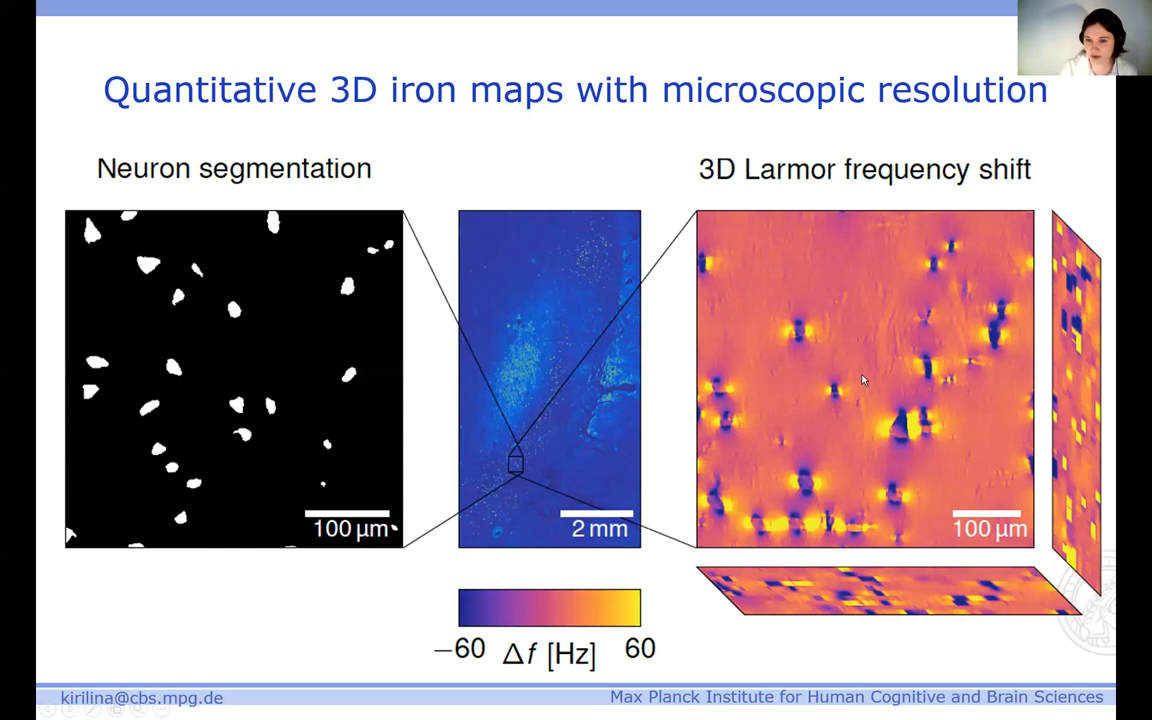 Quantitative 3D iron maps with microscopic resolution
Neuron segmentation
3D Larmor frequency shift
100 μm
2 mm
100 μm
−60 Δf [Hz] 60
kirilina@cbs.mpg.de
Max Planck Institute for Human Cognitive and Brain Sciences